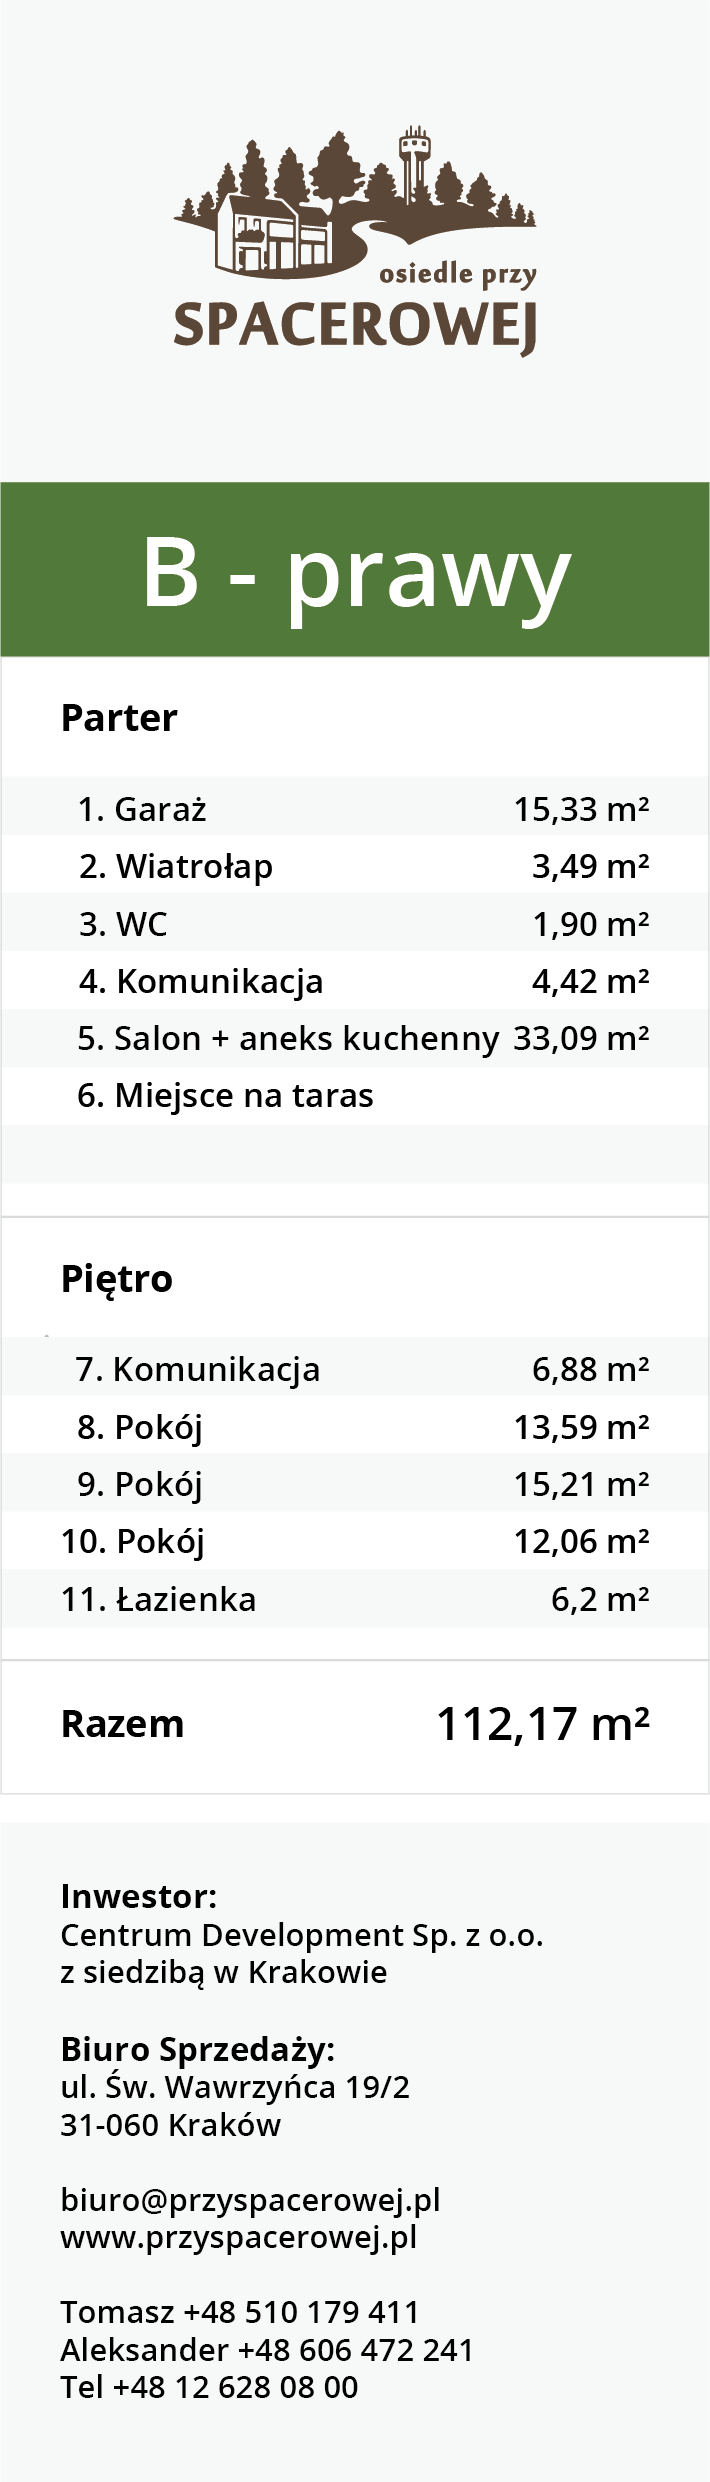 osiedle przy
SPACEROWEJ
B - prawy
Parter
1. Garaż 15,33 m²
2. Wiatrołap 3,49 m²
3. WC 1,90 m²
4. Komunikacja 4,42 m²
5. Salon + aneks kuchenny 33,09 m²
6. Miejsce na taras
Piętro
7. Komunikacja 6,88 m²
8. Pokój 13,59 m²
9. Pokój 15,21 m²
10. Pokój 12,06 m²
11. Łazienka 6,2 m²
Razem 112,17 m²
Inwestor:
Centrum Development Sp. z o.o.
z siedzibą w Krakowie
Biuro Sprzedaży:
ul. Św. Wawrzyńca 19/2
31-060 Kraków
biuro@przyspacerowej.pl
www.przyspacerowej.pl
Tomasz +48 510 179 411
Aleksander +48 606 472 241
Tel +48 12 628 08 00